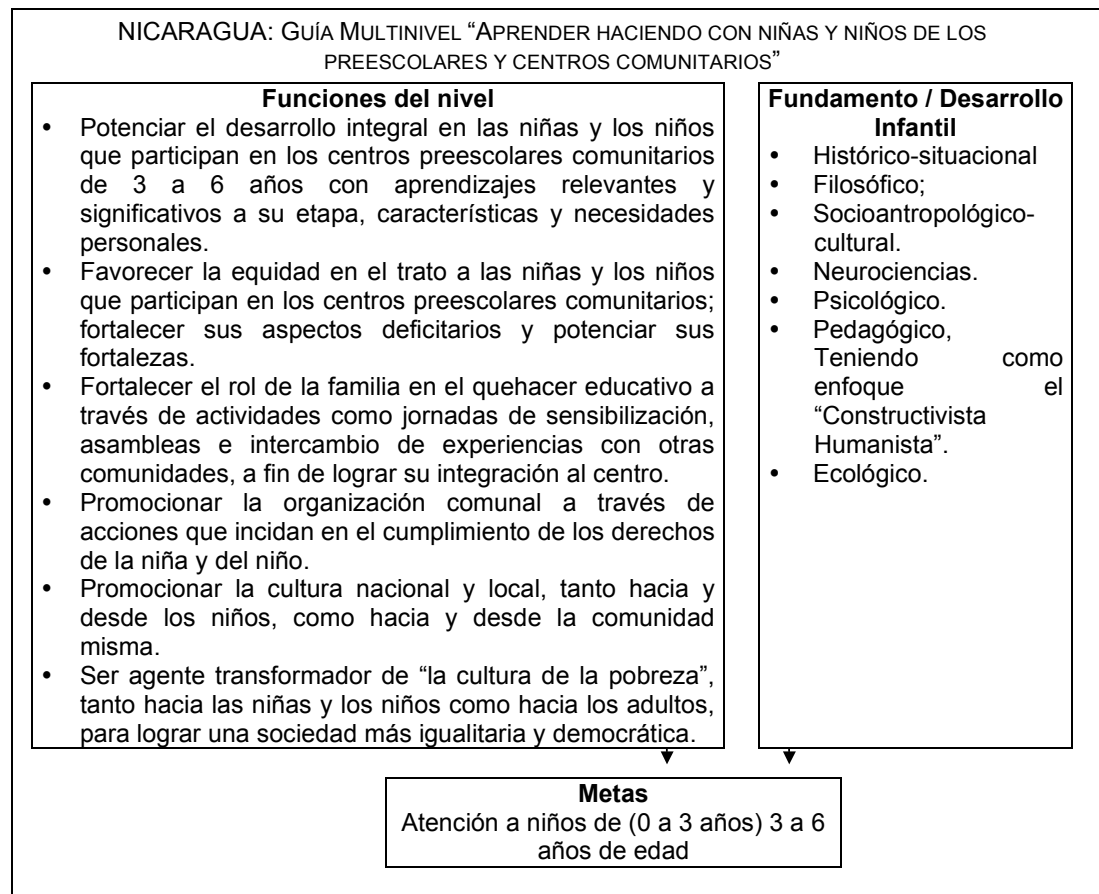 NICARAGUA: GUÍA MULTINIVEL “APRENDER HACIENDO CON NIÑAS Y NIÑOS DE LOS
PREESCOLARES Y CENTROS COMUNITARIOS”
Funciones del nivel
• Potenciar el desarrollo integral en las niñas y los niños
que participan en los centros preescolares comunitarios
de 3 a 6 años con aprendizajes relevantes y
significativos a su etapa, características y necesidades
personales.
• Favorecer la equidad en el trato a las niñas y los niños
que participan en los centros preescolares comunitarios;
fortalecer sus aspectos deficitarios y potenciar sus
fortalezas.
• Fortalecer el rol de la familia en el quehacer educativo a
través de actividades como jornadas de sensibilización,
asambleas e intercambio de experiencias con otras
comunidades, a fin de lograr su integración al centro.
• Promocionar la organización comunal a través de
acciones que incidan en el cumplimiento de los derechos
de la niña y del niño.
• Promocionar la cultura nacional y local, tanto hacia y
desde los niños, como hacia y desde la comunidad
misma.
• Ser agente transformador de “la cultura de la pobreza”,
tanto hacia las niñas y los niños como hacia los adultos,
para lograr una sociedad más igualitaria y democrática.
Fundamento / Desarrollo
Infantil
• Histórico-situacional
• Filosófico;
• Socioantropológico-
cultural.
• Neurociencias.
• Psicológico.
• Pedagógico,
Teniendo como
enfoque el
“Constructivista
Humanista”.
• Ecológico.
Metas
Atención a niños de (0 a 3 años) 3 a 6
años de edad